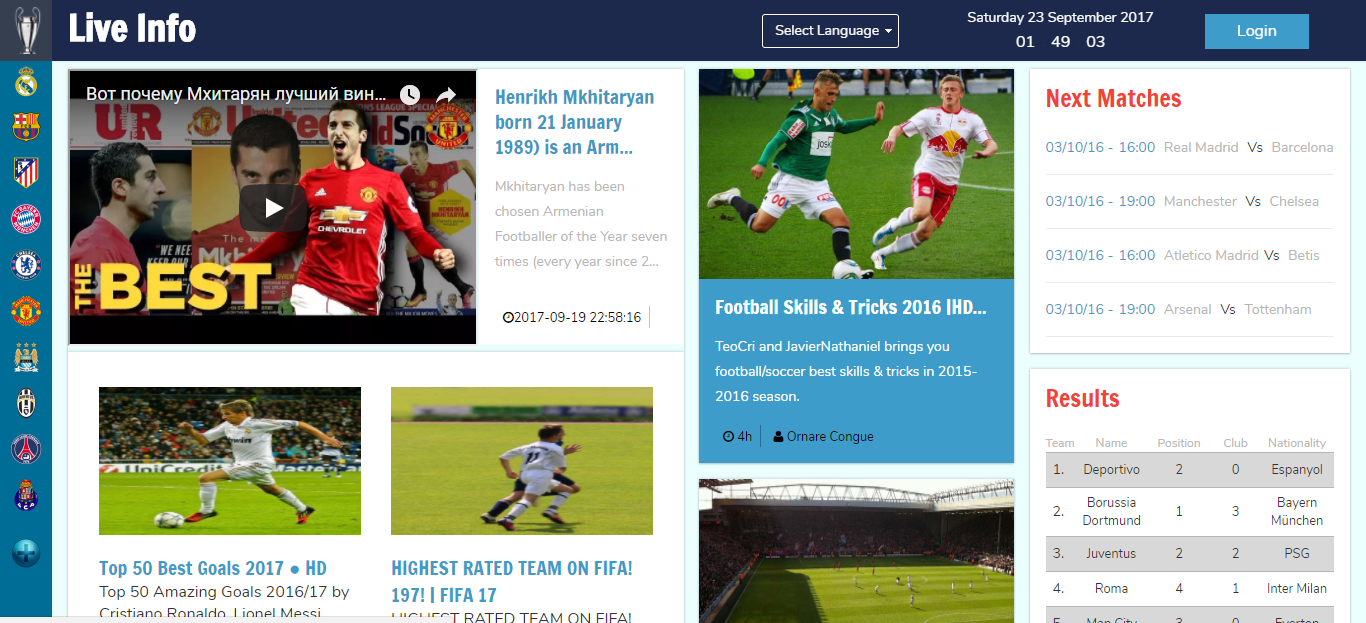 Live Info
Select Language
Saturday 23 September 2017
01 49 03
Login
Вот почему Мхитарян лучший вин...
UR
United
CHEVROLET
THE BEST
Henrikh Mkhitaryan
born 21 January
1989) is an Arm...
Mkhitaryan has been
chosen Armenian
Footballer of the Year seven
times (every year since 2...
2017-09-19 22:58:16
Top 50 Best Goals 2017 ● HD
Top 50 Amazing Goals 2016/17 by
Cristiano Ronaldo, Lionel Messi,
HIGHEST RATED TEAM ON FIFA!
197! | FIFA 17
HIGHEST RATED TEAM ON FIFA!
Football Skills & Tricks 2016 |HD...
TeoCri and JavierNathaniel brings you
football/soccer best skills & tricks in 2015-
2016 season.
4h
Ornare Congue
Next Matches
03/10/16 - 16:00 Real Madrid Vs Barcelona
03/10/16 - 19:00 Manchester Vs Chelsea
03/10/16 - 16:00 Atletico Madrid Vs Betis
03/10/16 - 19:00 Arsenal Vs Tottenham
Results
Team Name Position Club Nationality
1. Deportivo 2 0 Espanyol
2. Borussia Dortmund 1 3 Bayern München
3. Juventus 2 2 PSG
4. Roma 4 1 Inter Milan
5. Man City 3 0 Everton